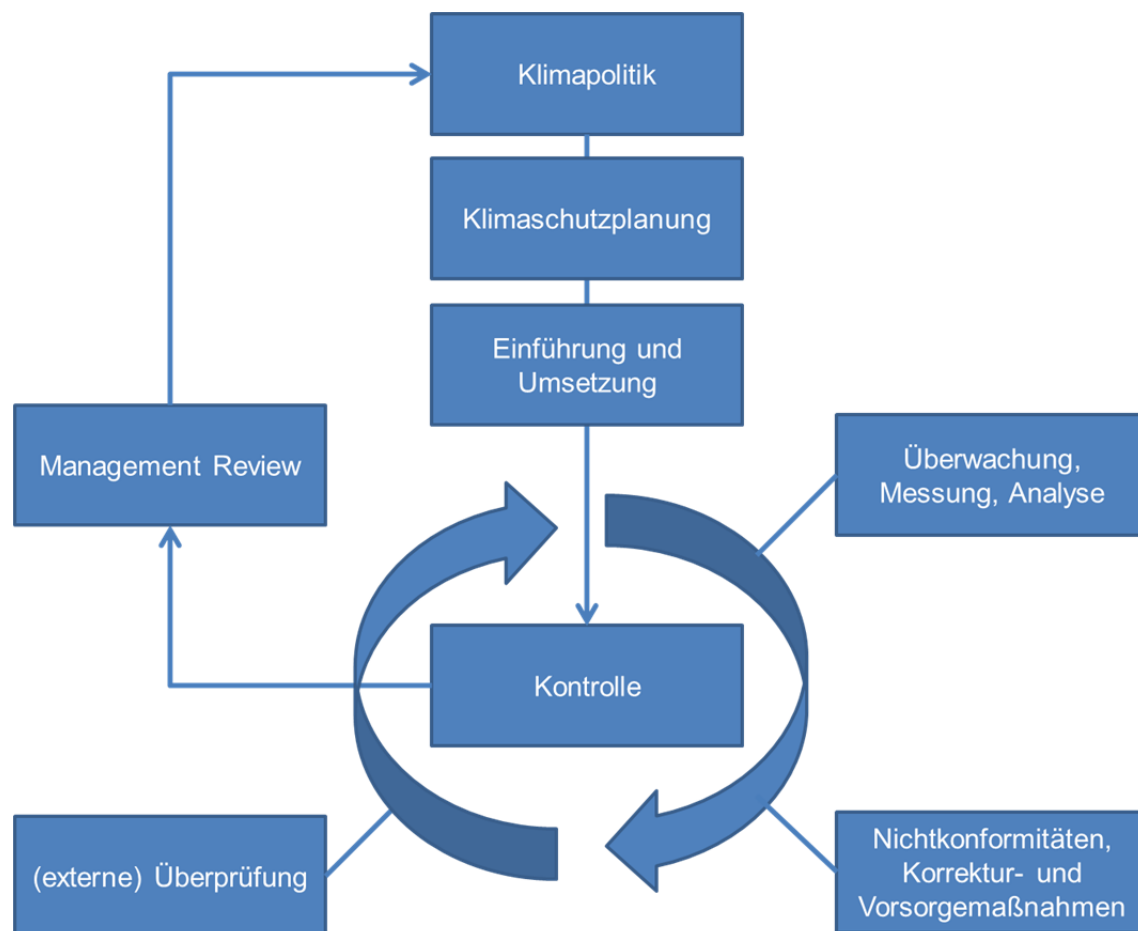 Klimapolitik
Klimaschutzplanung
Einführung und
Umsetzung
Management Review
Überwachung,
Messung, Analyse
Kontrolle
(externe) Überprüfung
Nichtkonformitäten,
Korrektur- und
Vorsorgemaßnahmen